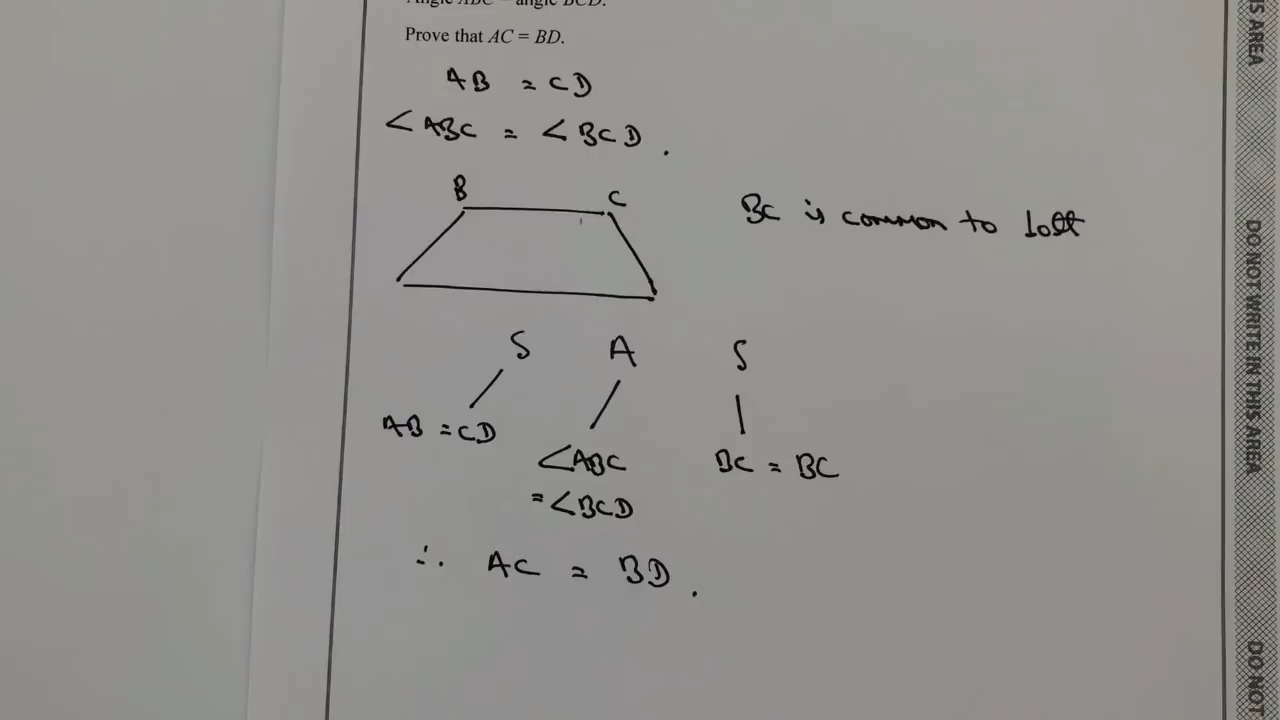 Angle ABC = angle BCD.
Prove that AC = BD.
AB = CD
∠ABC = ∠BCD.
B C
BC is common to both
S A S
AB = CD
∠ABC
= ∠BCD
BC = BC
∴ AC = BD.
IS AREA
DO NOT WRITE IN THIS AREA
DO NOT